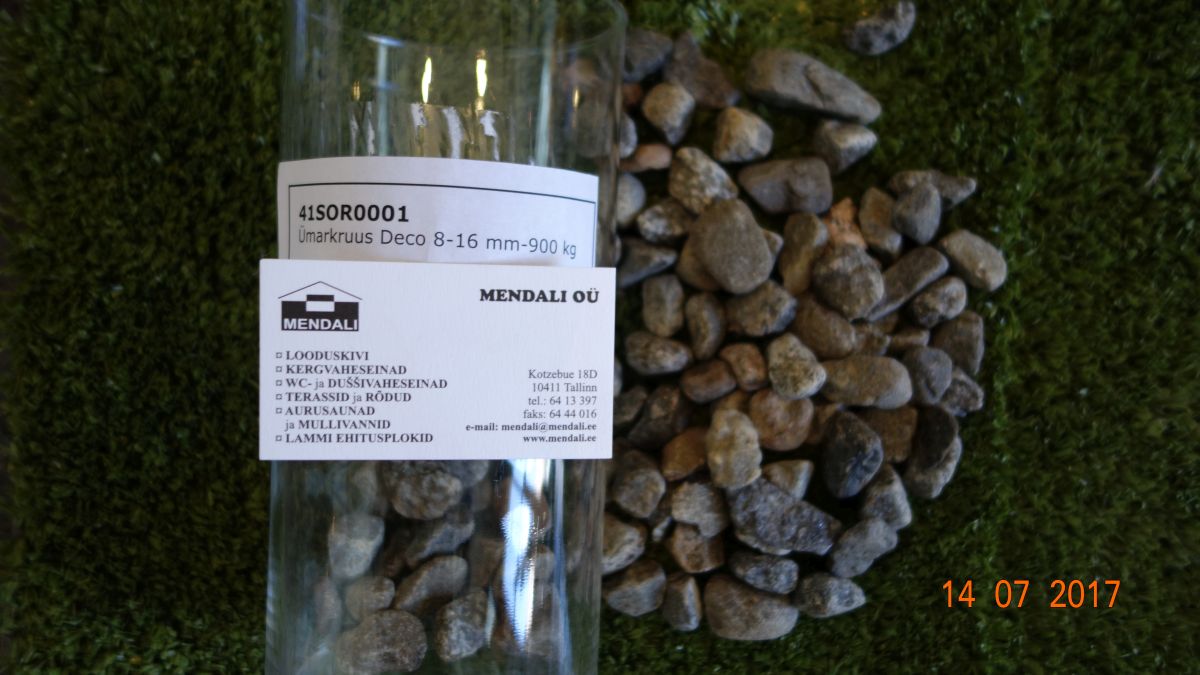 41SOR0001
Ümarkruus Deco 8-16 mm-900 kg
MENDALI
MENDALI OÜ
¤ LOODUSKIVI
¤ KERGVAHESEINAD
¤ WC- ja DUŠŠIVAHESEINAD
¤ TERASSID ja RÕDUD
¤ AURUSAUNAD
ja MULLIVANNID
¤ LAMMI EHITUSPLOKID
Kotzebue 18D
10411 Tallinn
tel.: 64 13 397
faks: 64 44 016
e-mail: mendali@mendali.ee
www.mendali.ee
14 07 2017